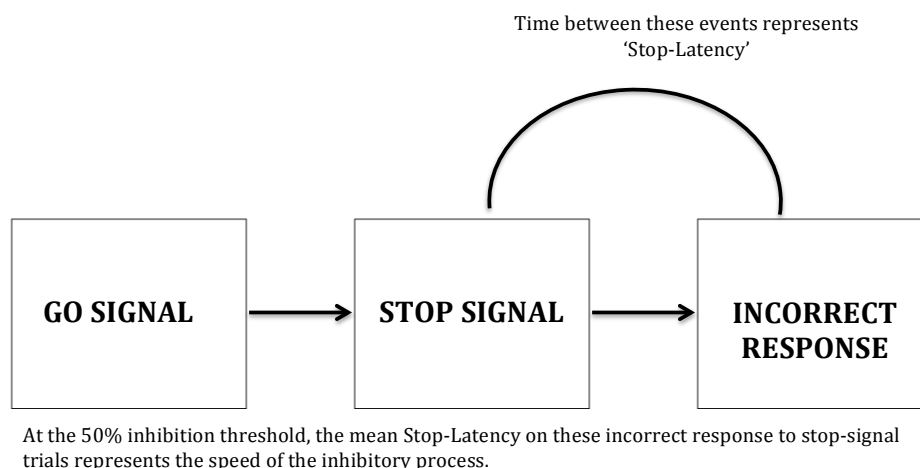 Time between these events represents
‘Stop-Latency’
GO SIGNAL
STOP SIGNAL
INCORRECT
RESPONSE
At the 50% inhibition threshold, the mean Stop-Latency on these incorrect response to stop-signal
trials represents the speed of the inhibitory process.